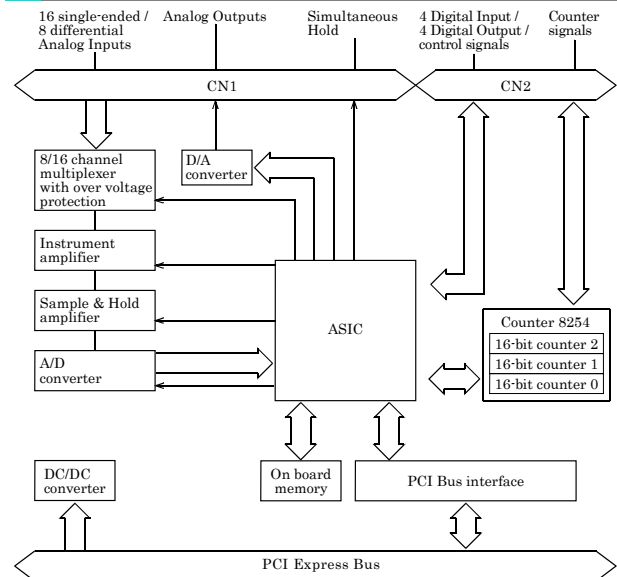 16 single-ended /
8 differential
Analog Inputs
Analog Outputs
Simultaneous
Hold
4 Digital Input /
4 Digital Output /
control signals
Counter
signals
CN1
CN2
8/16 channel
multiplexer
with over voltage
protection
D/A
converter
Instrument
amplifier
Sample & Hold
amplifier
A/D
converter
ASIC
Counter 8254
16-bit counter 2
16-bit counter 1
16-bit counter 0
DC/DC
converter
On board
memory
PCI Bus interface
PCI Express Bus